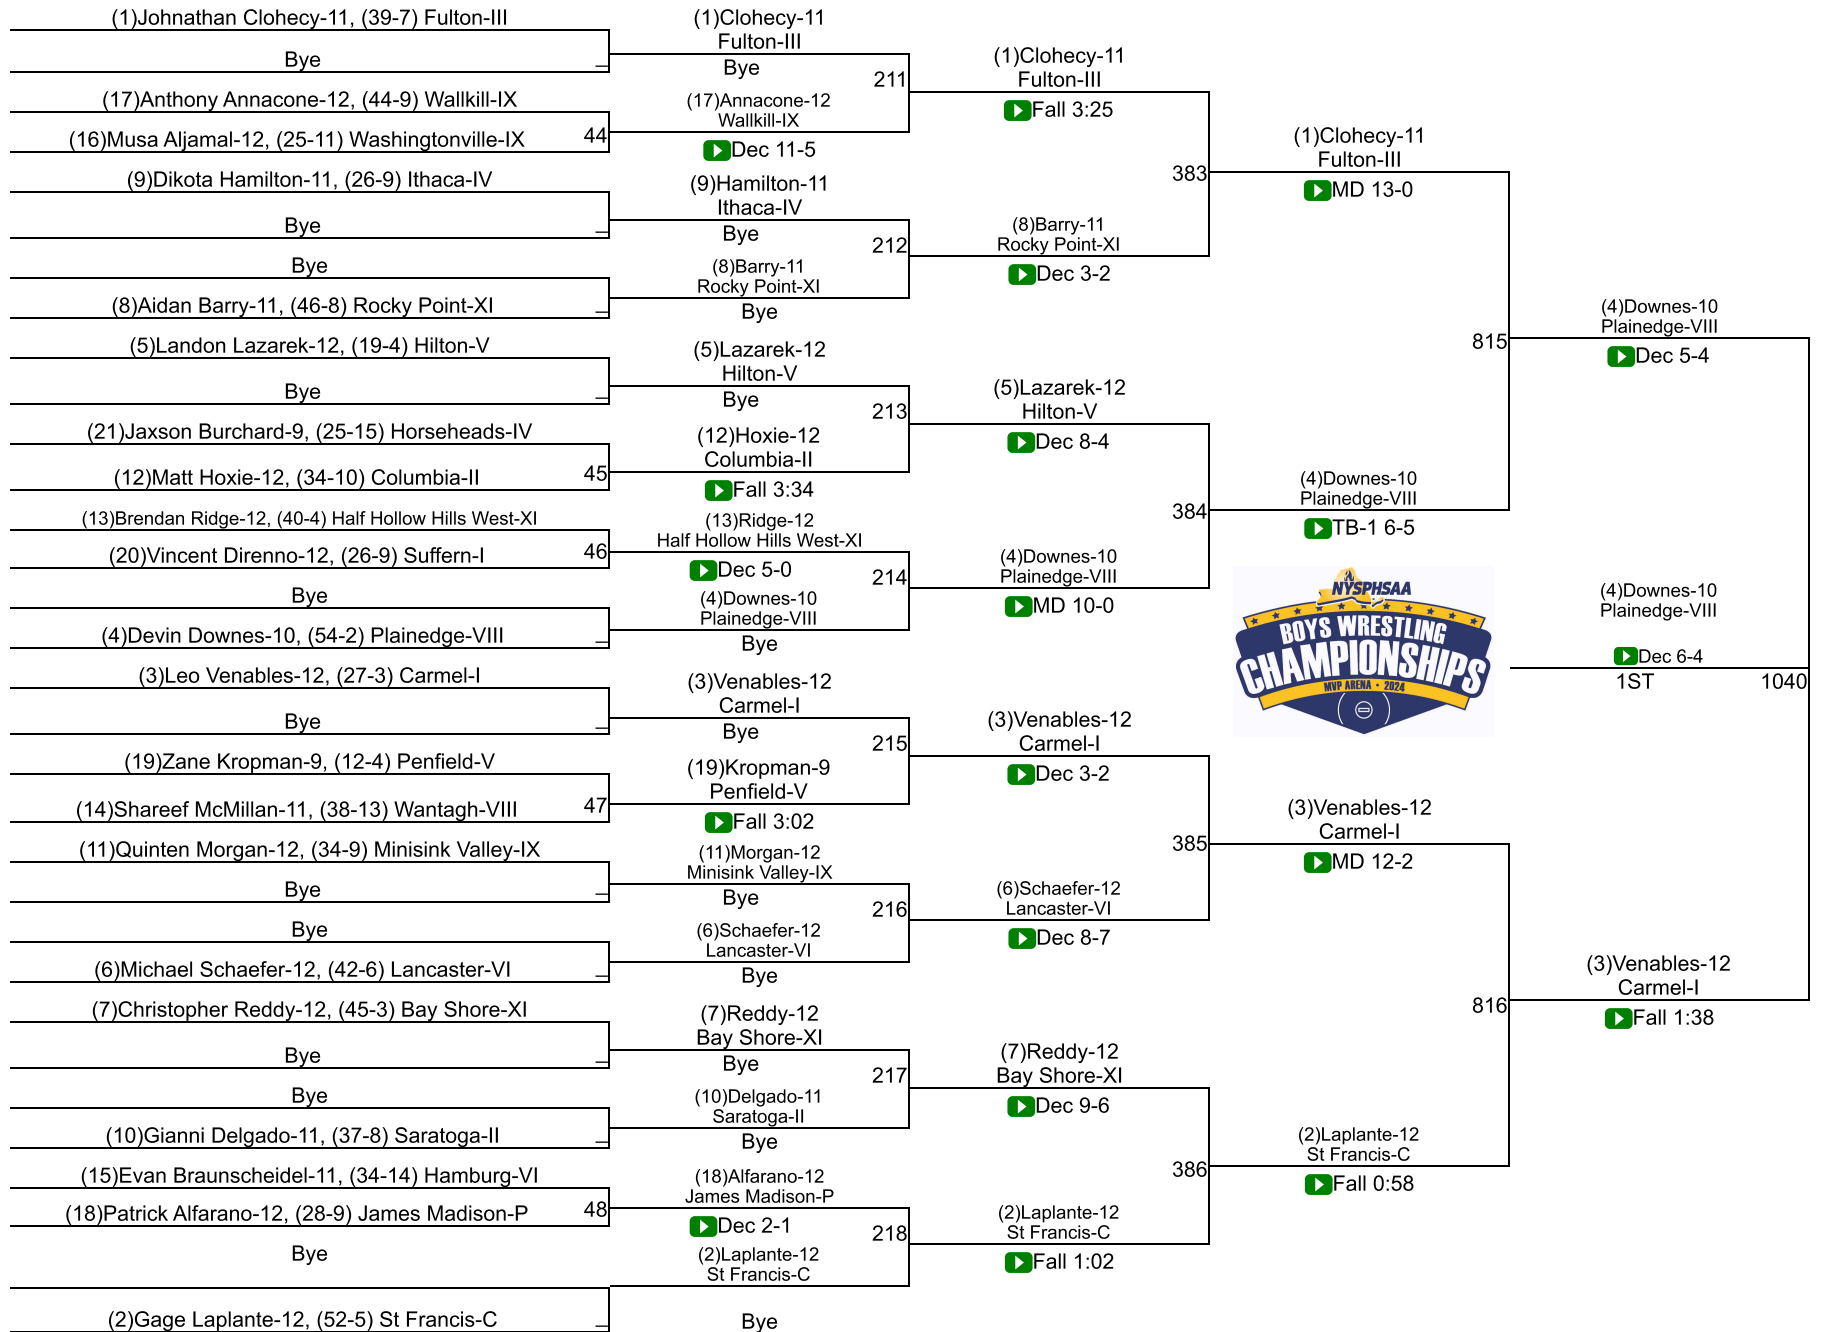 (1)Johnathan Clohecy-11, (39-7) Fulton-III
Bye
(17)Anthony Annacone-12, (44-9) Wallkill-IX
(16)Musa Aljamal-12, (25-11) Washingtonville-IX
44
(9)Dikota Hamilton-11, (26-9) Ithaca-IV
Bye
Bye
(8)Aidan Barry-11, (46-8) Rocky Point-XI
(5)Landon Lazarek-12, (19-4) Hilton-V
Bye
(21)Jaxson Burchard-9, (25-15) Horseheads-IV
(12)Matt Hoxie-12, (34-10) Columbia-II
45
(13)Brendan Ridge-12, (40-4) Half Hollow Hills West-XI
(20)Vincent Direnno-12, (26-9) Suffern-I
46
Bye
(4)Devin Downes-10, (54-2) Plainedge-VIII
(3)Leo Venables-12, (27-3) Carmel-I
Bye
(19)Zane Kropman-9, (12-4) Penfield-V
(14)Shareef McMillan-11, (38-13) Wantagh-VIII
47
(11)Quinten Morgan-12, (34-9) Minisink Valley-IX
Bye
Bye
(6)Michael Schaefer-12, (42-6) Lancaster-VI
(7)Christopher Reddy-12, (45-3) Bay Shore-XI
Bye
Bye
(10)Gianni Delgado-11, (37-8) Saratoga-II
(15)Evan Braunscheidel-11, (34-14) Hamburg-VI
(18)Patrick Alfarano-12, (28-9) James Madison-P
48
Bye
(2)Gage Laplante-12, (52-5) St Francis-C
(1)Clohecy-11
Fulton-III
Bye
211
(17)Annacone-12
Wallkill-IX
Dec 11-5
(9)Hamilton-11
Ithaca-IV
Bye
212
(8)Barry-11
Rocky Point-XI
Bye
(5)Lazarek-12
Hilton-V
Bye
213
(12)Hoxie-12
Columbia-II
Fall 3:34
(13)Ridge-12
Half Hollow Hills West-XI
Dec 5-0
214
(4)Downes-10
Plainedge-VIII
Bye
(3)Venables-12
Carmel-I
Bye
215
(19)Kropman-9
Penfield-V
Fall 3:02
(11)Morgan-12
Minisink Valley-IX
Bye
216
(6)Schaefer-12
Lancaster-VI
Bye
(7)Reddy-12
Bay Shore-XI
Bye
217
(10)Delgado-11
Saratoga-II
Bye
(18)Alfarano-12
James Madison-P
Dec 2-1
218
(2)Laplante-12
St Francis-C
Bye
(1)Clohecy-11
Fulton-III
Fall 3:25
383
(8)Barry-11
Rocky Point-XI
Dec 3-2
(5)Lazarek-12
Hilton-V
Dec 8-4
384
(4)Downes-10
Plainedge-VIII
MD 10-0
(3)Venables-12
Carmel-I
Dec 3-2
385
(6)Schaefer-12
Lancaster-VI
Dec 8-7
(7)Reddy-12
Bay Shore-XI
Dec 9-6
386
(2)Laplante-12
St Francis-C
Fall 1:02
(1)Clohecy-11
Fulton-III
MD 13-0
815
(4)Downes-10
Plainedge-VIII
TB-1 6-5
NYSPHSAA
BOYS WRESTLING
CHAMPIONSHIPS
MVP ARENA • 2024
(3)Venables-12
Carmel-I
MD 12-2
816
(2)Laplante-12
St Francis-C
Fall 0:58
(4)Downes-10
Plainedge-VIII
Dec 5-4
(4)Downes-10
Plainedge-VIII
Dec 6-4
1ST
1040
(3)Venables-12
Carmel-I
Fall 1:38